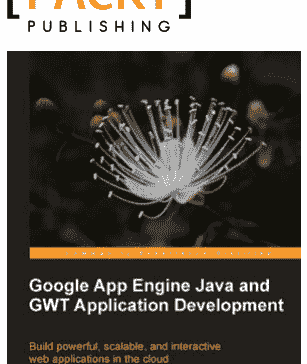 [PACKT]
PUBLISHING
Google App Engine Java and
GWT Application Development
Build powerful, scalable, and interactive
web applications in the cloud